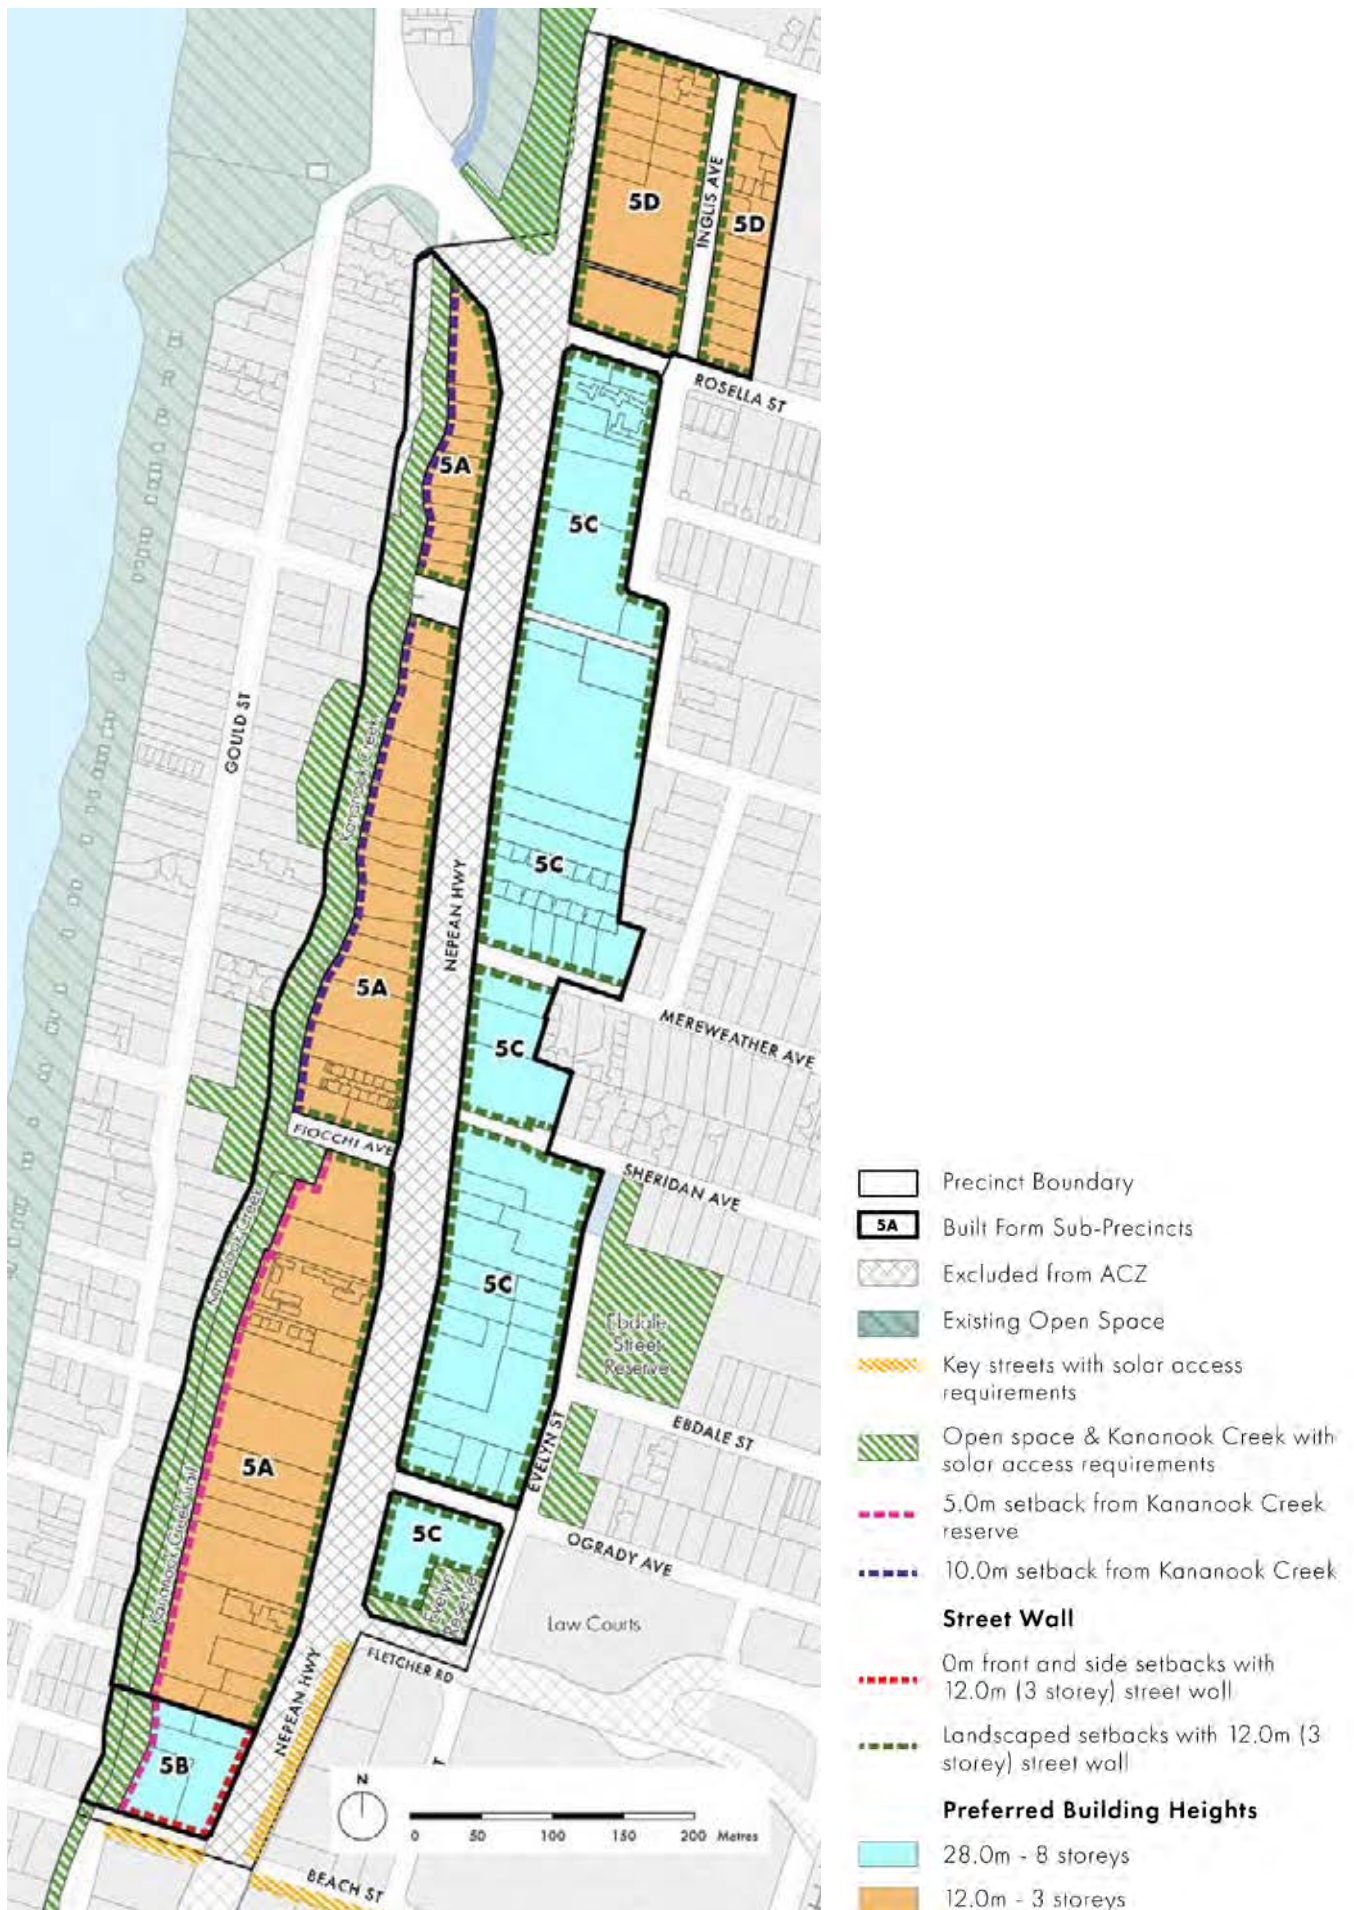 5D
INGLIS AVE
5D
ROSELLA ST
5A
5C
GOULD ST
Kananook Creek
5C
NEPEAN HWY
5A
MEREWEATHER AVE
5C
FIOCCHI AVE
SHERIDAN AVE
Kananook Creek
5C
Ebdale
Street
Reserve
EBDALE ST
EVELYN ST
5A
Kananook Creek Trail
5C
OGRADY AVE
Evelyn
Reserve
Law Courts
FLETCHER RD
NEPEAN HWY
5B
N
0 50 100 150 200 Metres
BEACH ST
Precinct Boundary
5A Built Form Sub-Precincts
Excluded from ACZ
Existing Open Space
Key streets with solar access
requirements
Open space & Kananook Creek with
solar access requirements
5.0m setback from Kananook Creek
reserve
10.0m setback from Kananook Creek
Street Wall
0m front and side setbacks with
12.0m (3 storey) street wall
Landscaped setbacks with 12.0m (3
storey) street wall
Preferred Building Heights
28.0m - 8 storeys
12.0m - 3 storeys